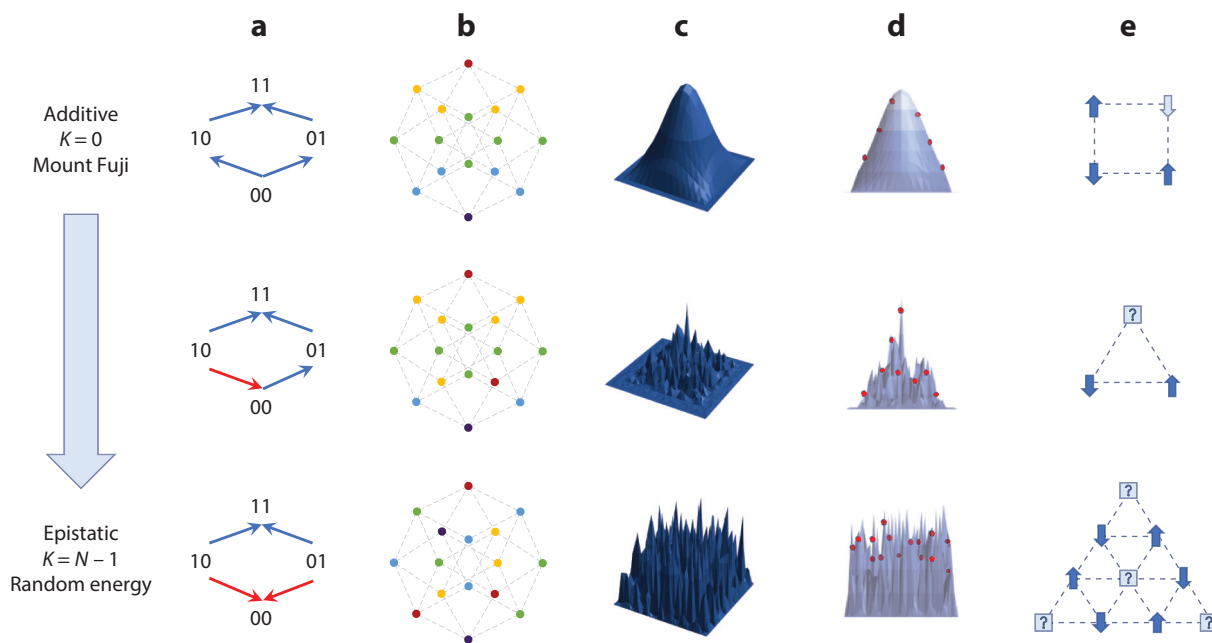 a b c d e
Additive
K = 0
Mount Fuji
11
10 01
00
11
10 01
00
?
Epistatic
K = N – 1
Random energy
11
10 01
00
?
?
? ?